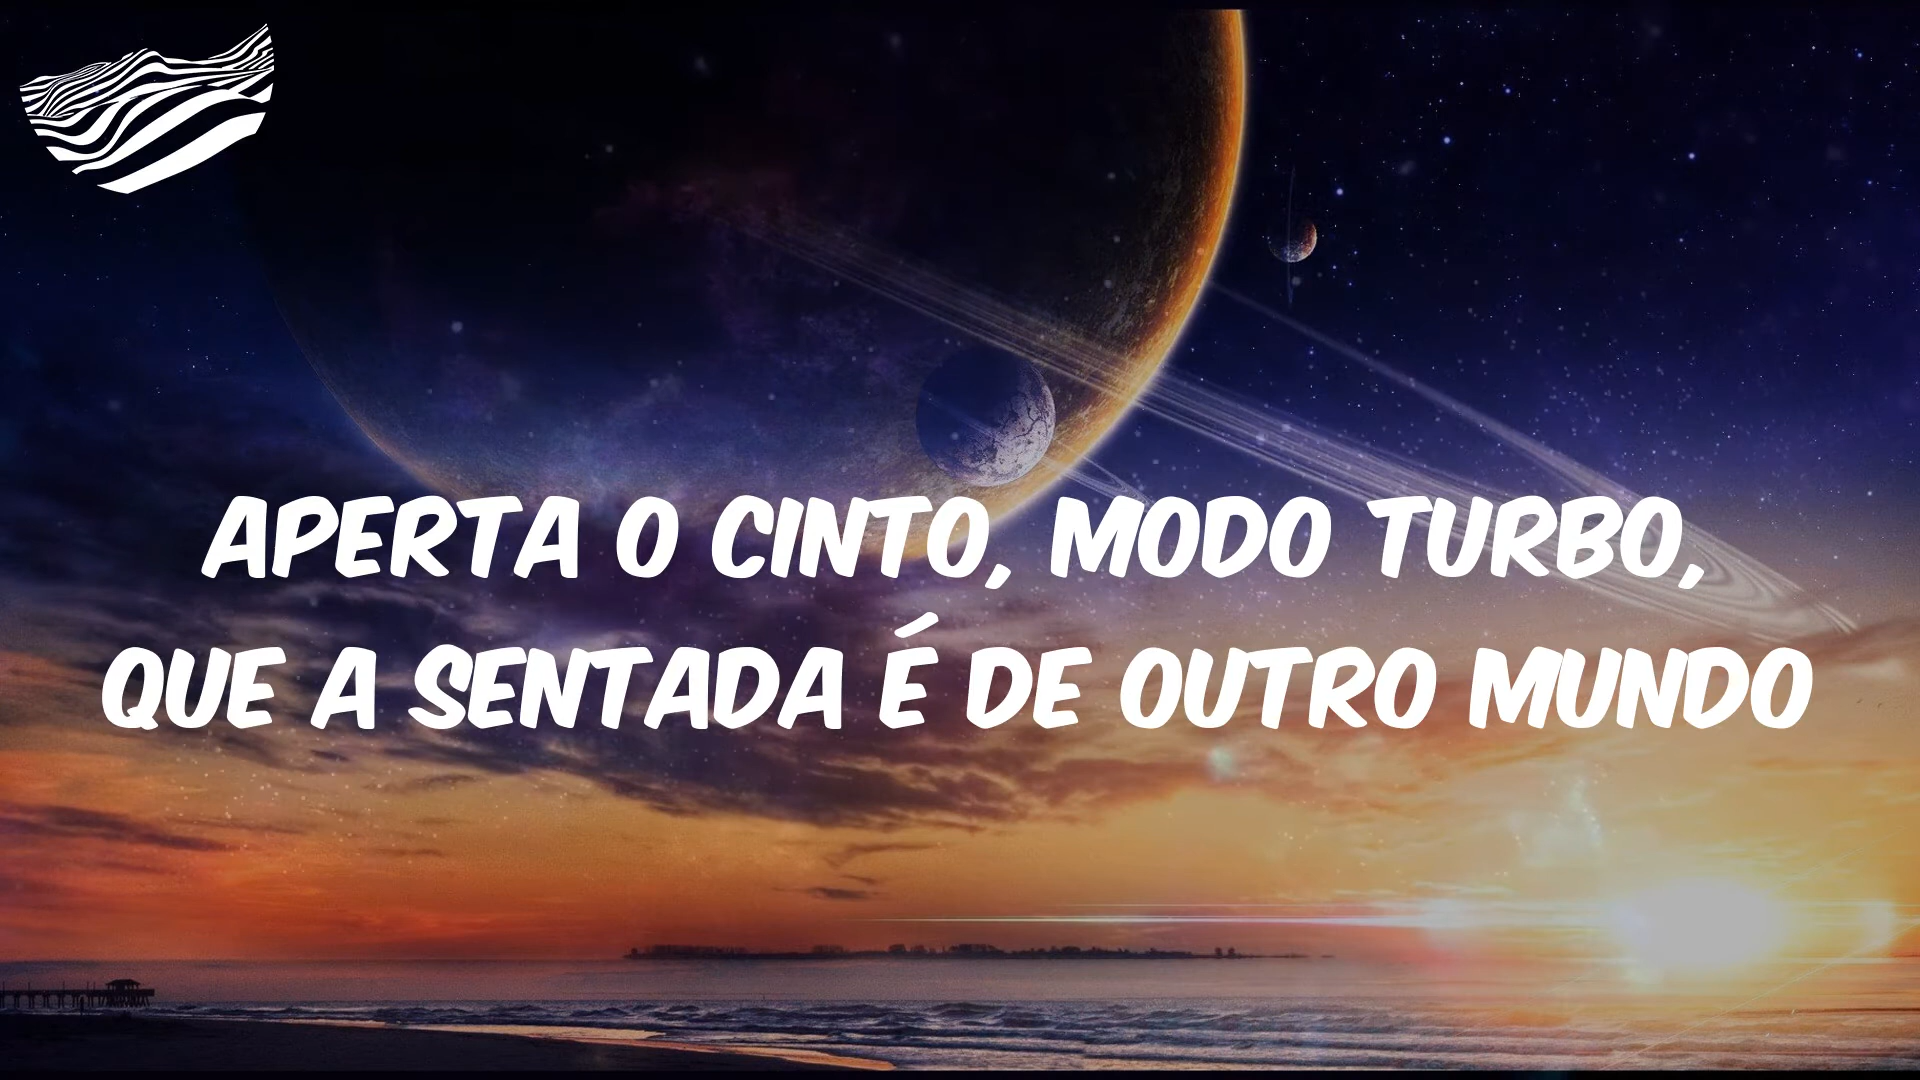 APERTA O CINTO, MODO TURBO,
QUE A SENTADA É DE OUTRO MUNDO